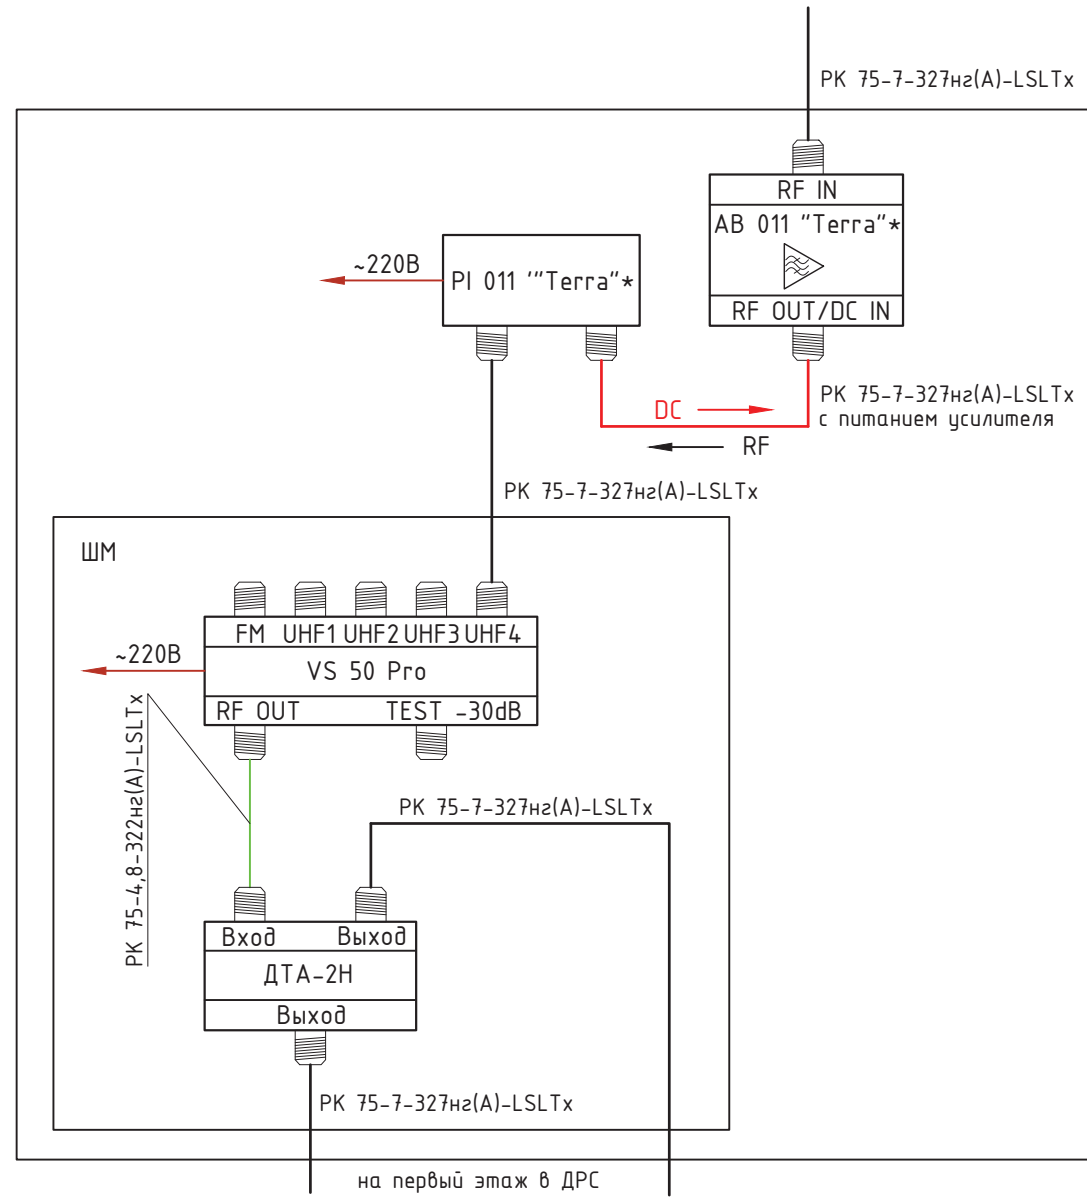 РК 75-7-327нг(А)-LSLTx
RF IN
АВ 011 "Terra"*
RF OUT/DC IN
~220В
PI 011 '"Terra"*
РК 75-7-327нг(А)-LSLTx
с питанием усилителя
DC
RF
РК 75-7-327нг(А)-LSLTx
ШМ
FM UHF1 UHF2 UHF3 UHF4
~220В
VS 50 Pro
RF OUT TEST -30dB
РК 75-4,8-322нг(А)-LSLTx
РК 75-7-327нг(А)-LSLTx
Вход Выход
ДТА-2Н
Выход
РК 75-7-327нг(А)-LSLTx
на первый этаж в ДРС